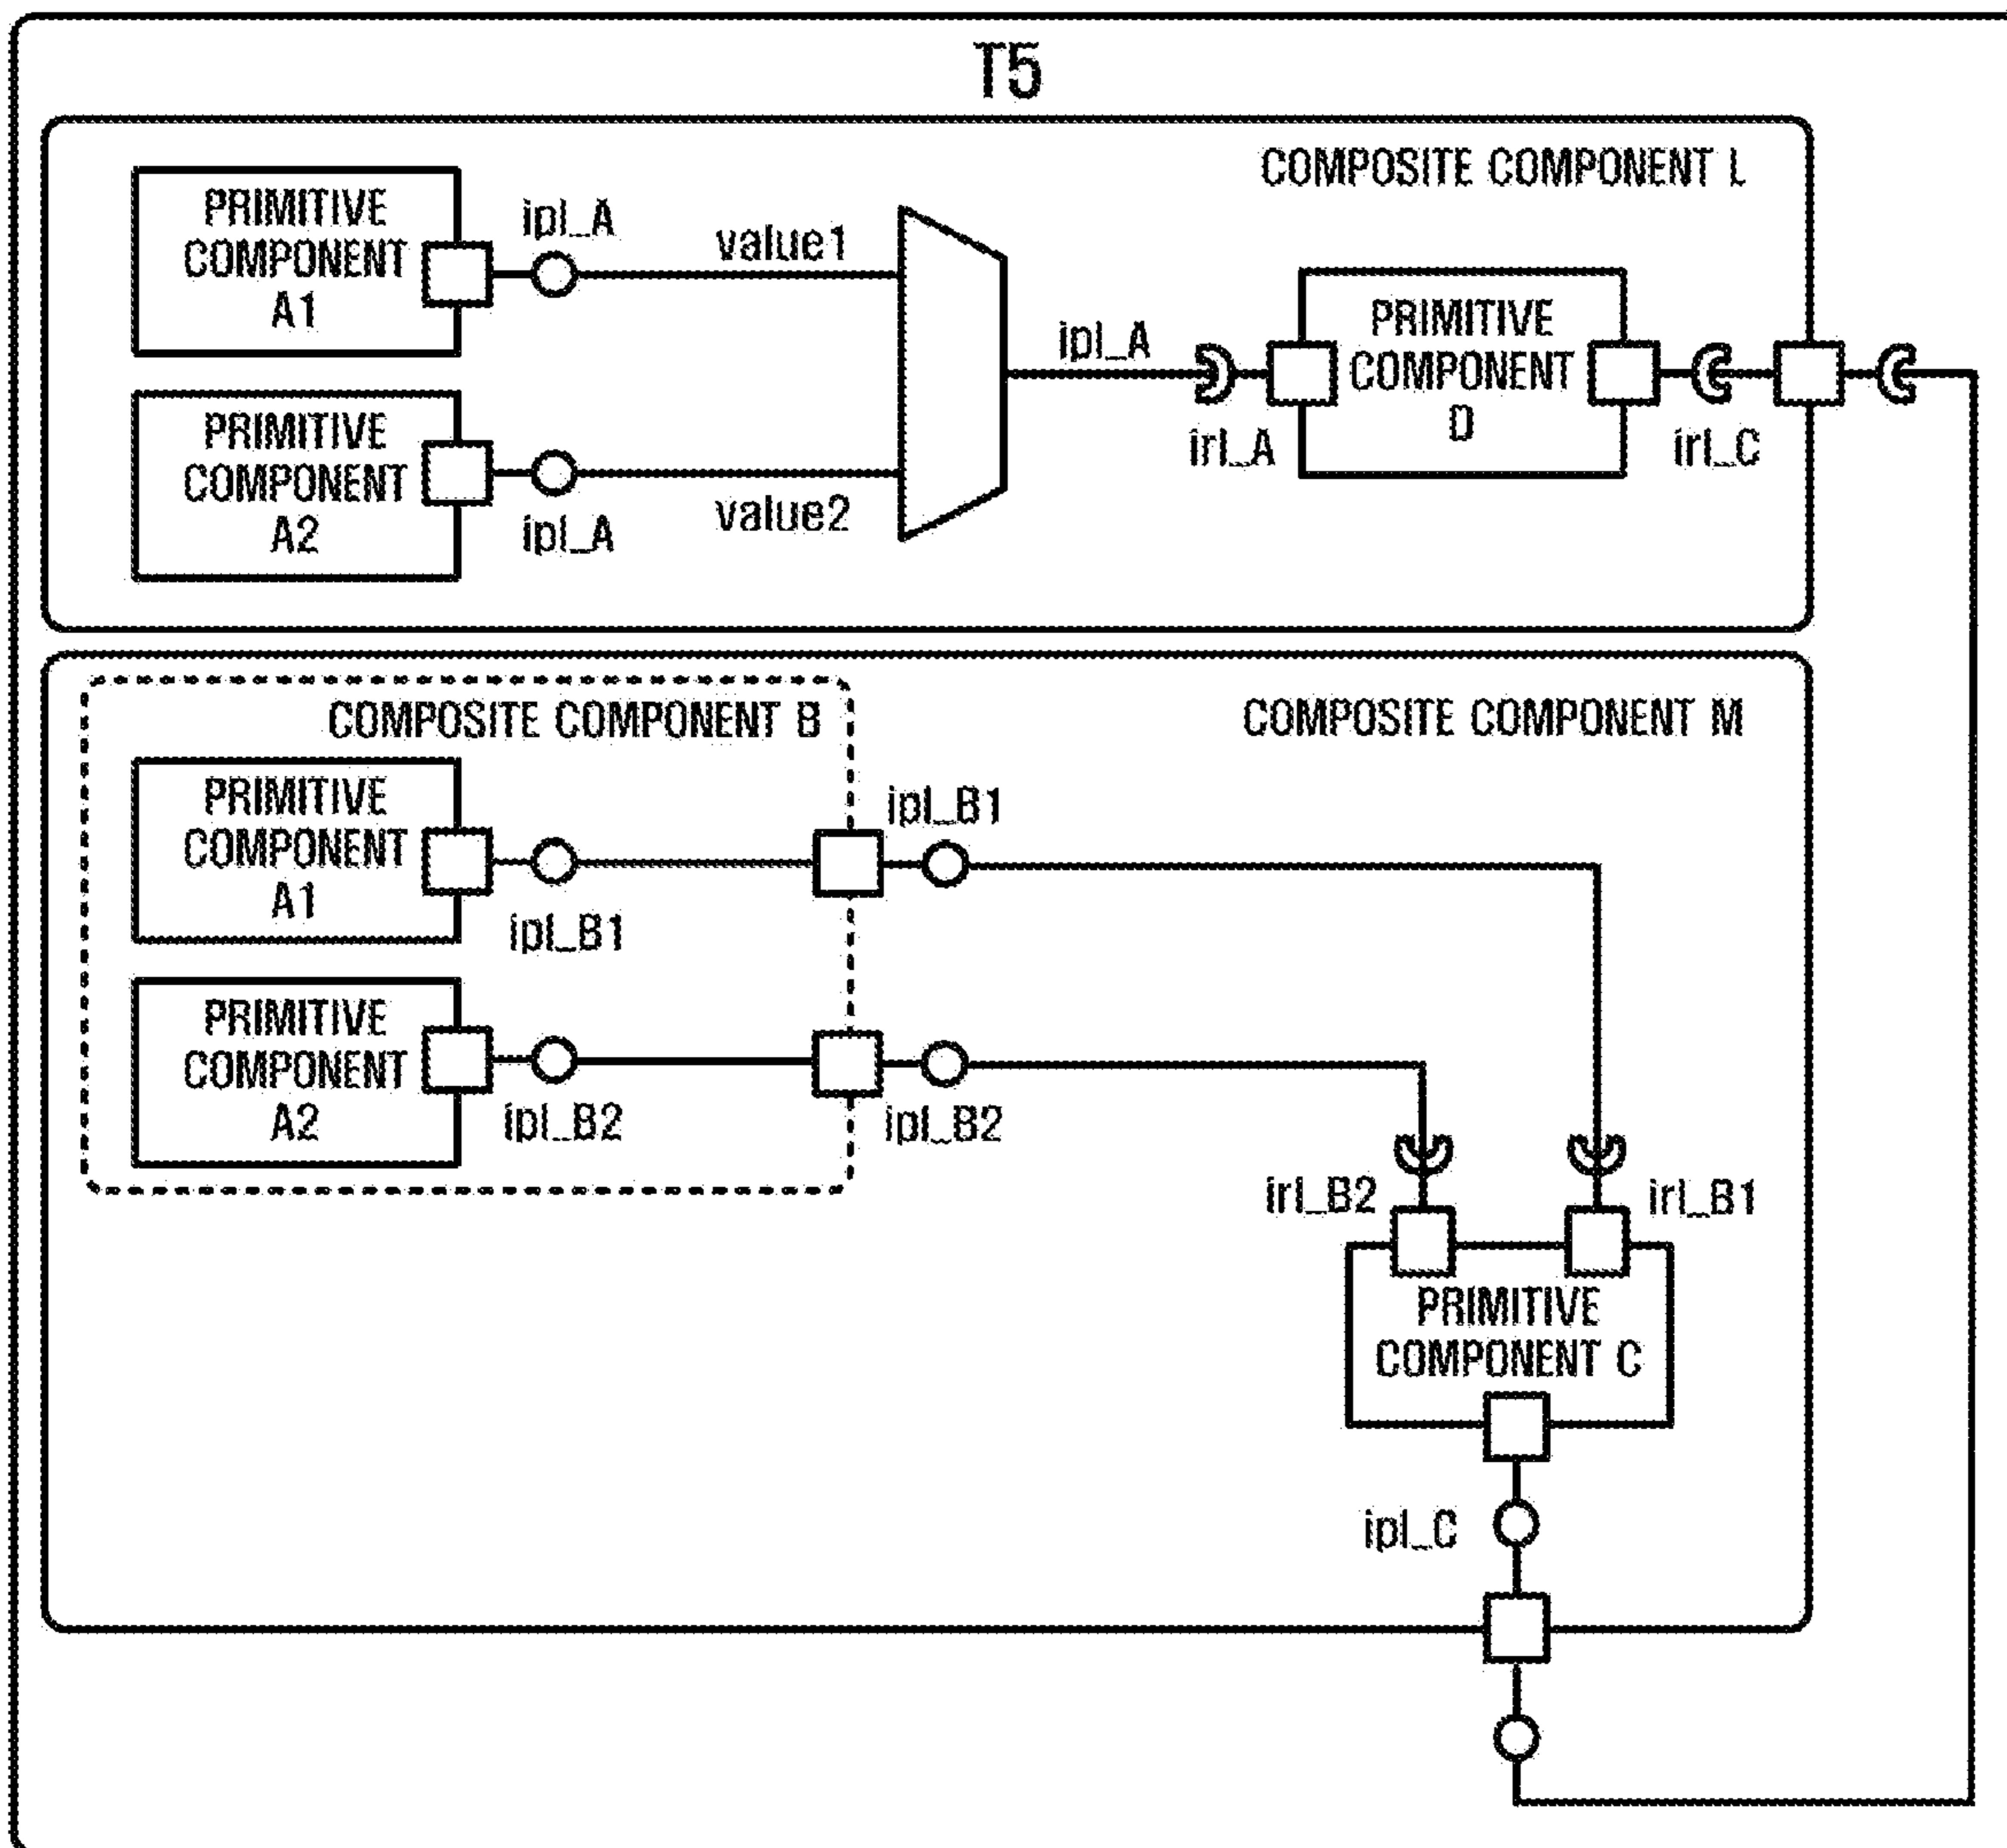 T5
COMPOSITE COMPONENT L
PRIMITIVE
COMPONENT
A1
ipl_A
value1
PRIMITIVE
COMPONENT
A2
ipl_A
value2
ipl_A
irl_A
PRIMITIVE
COMPONENT
D
irl_C
COMPOSITE COMPONENT B
COMPOSITE COMPONENT M
PRIMITIVE
COMPONENT
A1
ipl_B1
ipl_B1
PRIMITIVE
COMPONENT
A2
ipl_B2
ipl_B2
irl_B2
irl_B1
PRIMITIVE
COMPONENT C
ipl_C